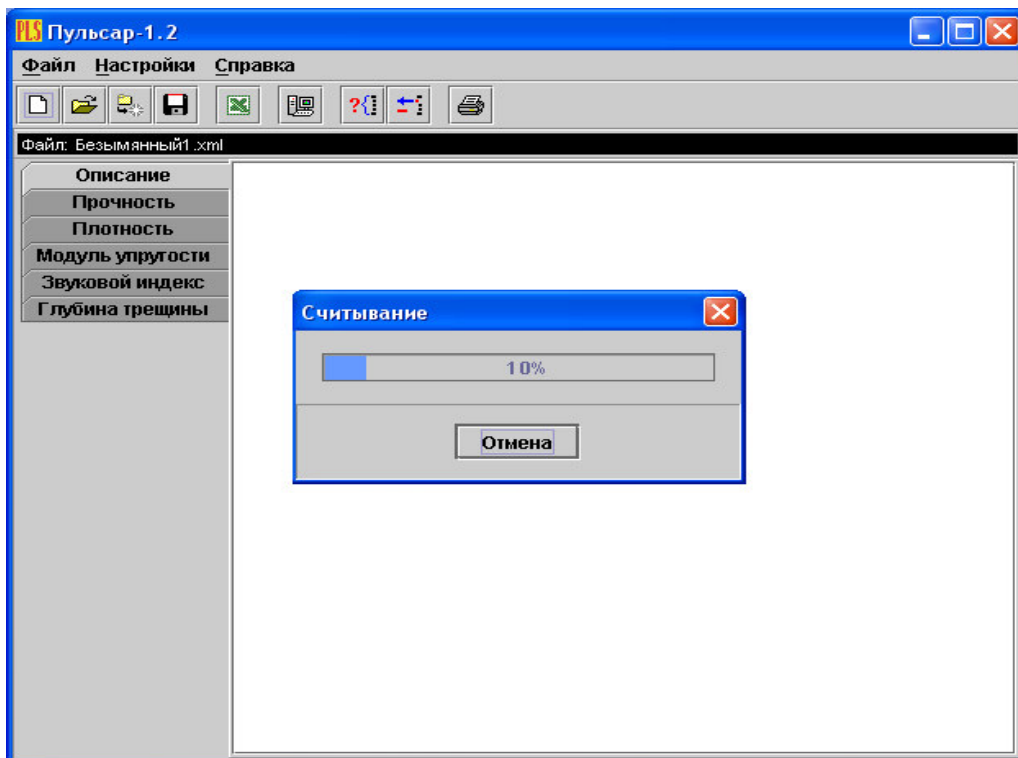 PLS Пульсар-1.2
Файл Настройки Справка
Файл: Безымянный1.xml
Описание
Прочность
Плотность
Модуль упругости
Звуковой индекс
Глубина трещины
Считывание
10%
Отмена